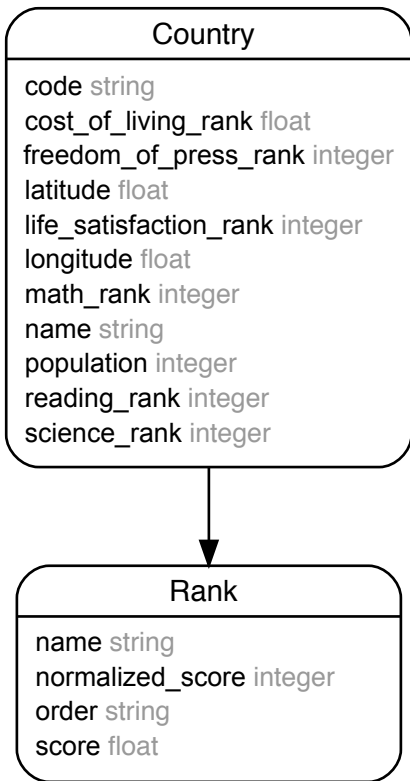 Country
code string
cost_of_living_rank float
freedom_of_press_rank integer
latitude float
life_satisfaction_rank integer
longitude float
math_rank integer
name string
population integer
reading_rank integer
science_rank integer
Rank
name string
normalized_score integer
order string
score float